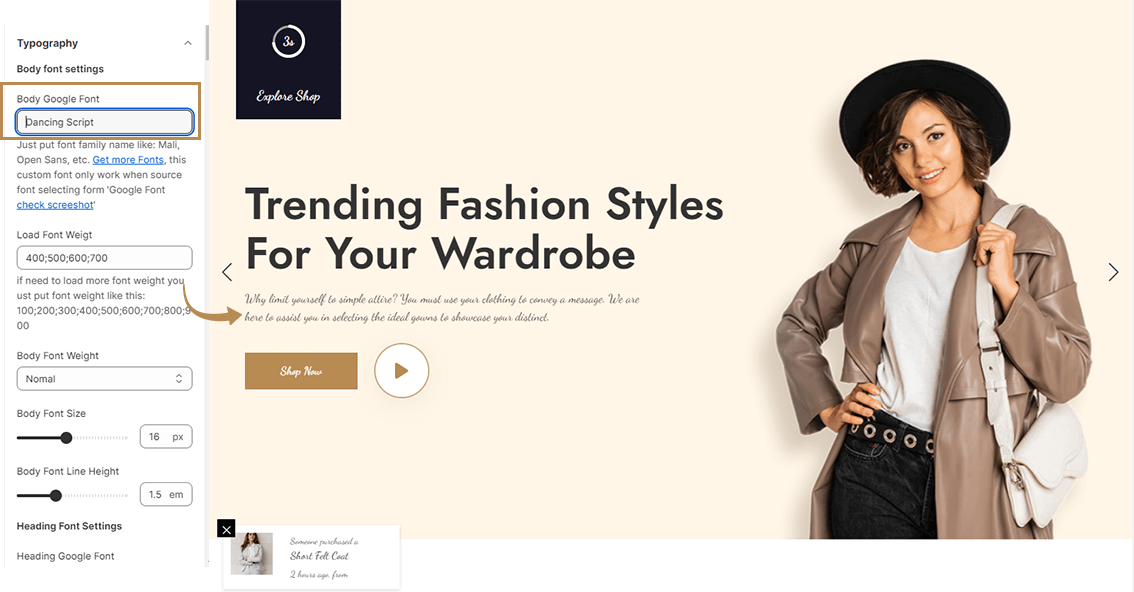 Typography
Body font settings
Body Google Font
Dancing Script
Just put font family name like: Mali,
Open Sans, etc. Get more Fonts, this
custom font only work when source
font selecting form 'Google Font
check screeshot'
Load Font Weigt
400;500;600;700
if need to load more font weight you
ust put font weight like this:
100;200;300;400;500;600;700;800;9
00
Body Font Weight
Nomal
Body Font Size
16 px
Body Font Line Height
1.5 em
Heading Font Settings
Heading Google Font
3s
Explore Shop
Trending Fashion Styles
For Your Wardrobe
Why limit yourself to simple attire? You must use your clothing to convey a message. We are
here to assist you in selecting the ideal gowns to showcase your distinct.
Shop Now
Someone purchased a
Short Felt Coat
2 hours ago, from